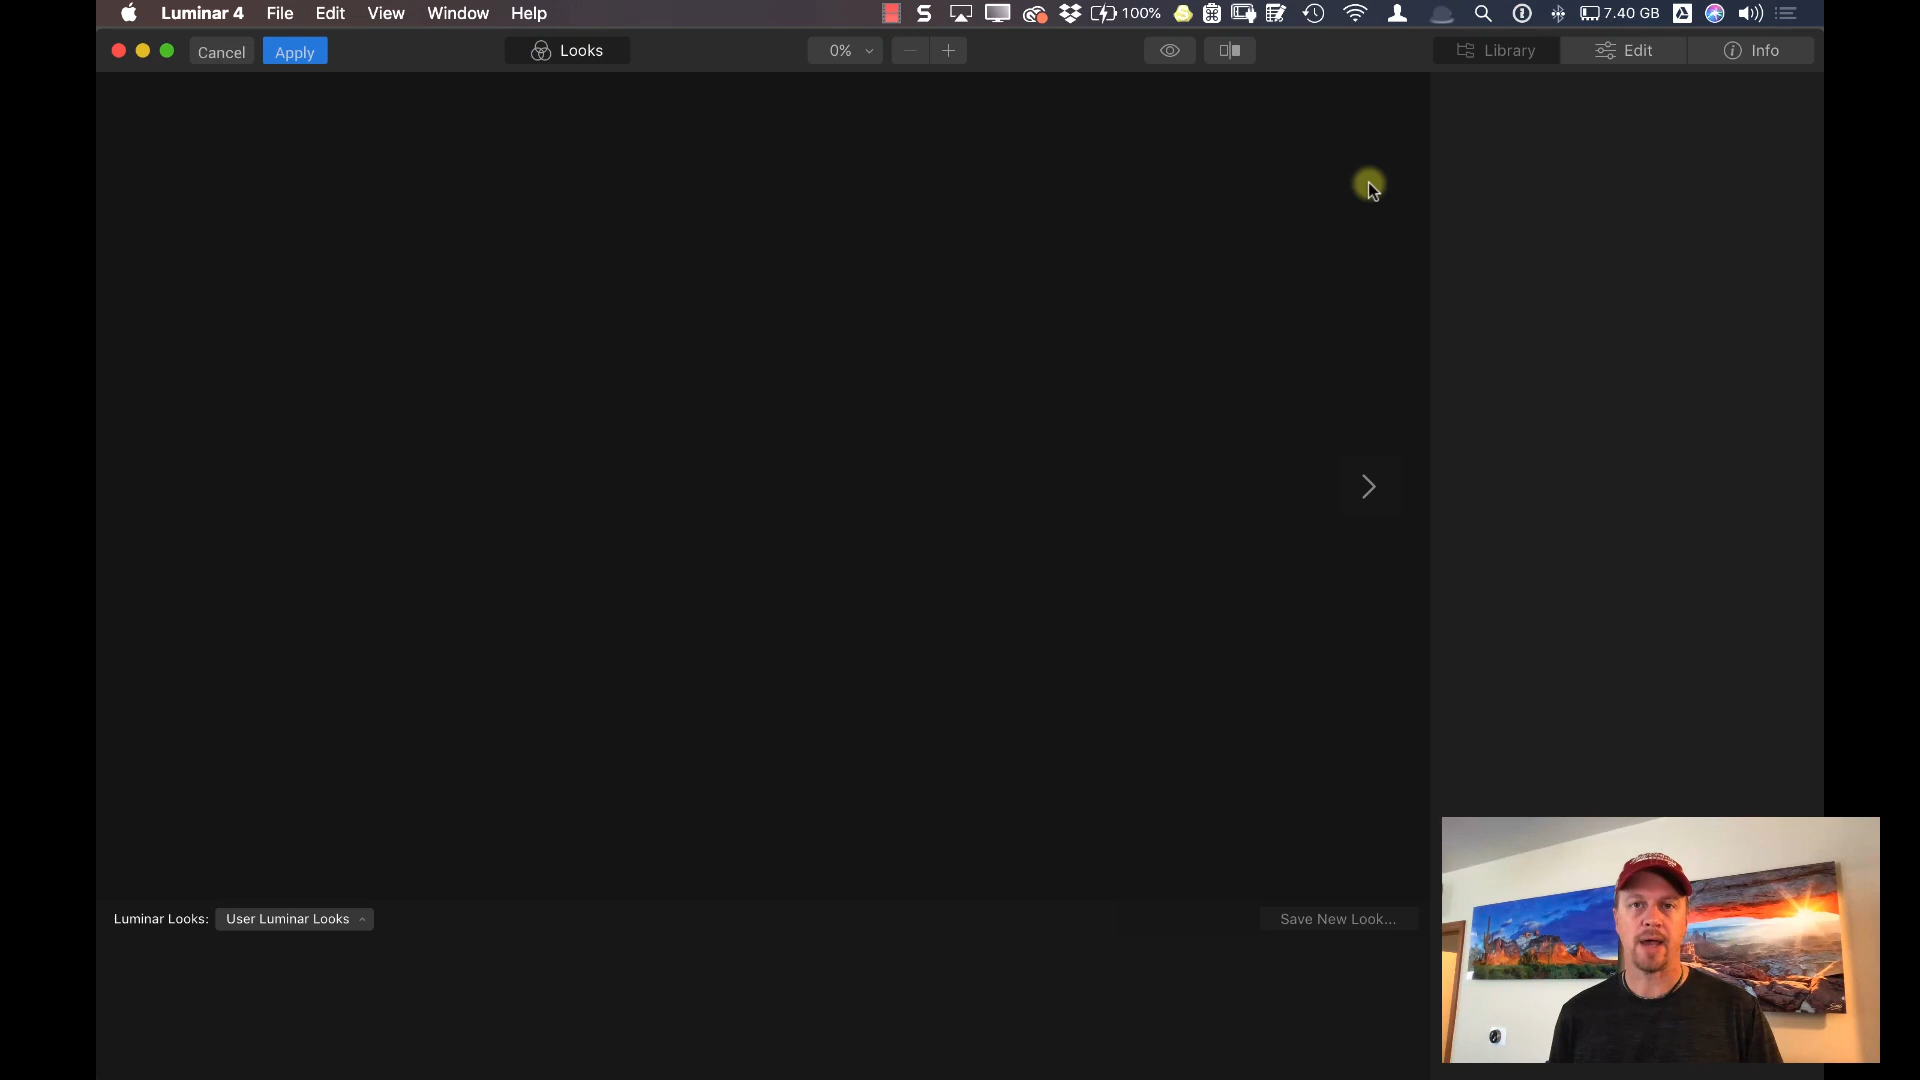 Luminar 4 File Edit View Window Help 100% 7.40 GB
Cancel Apply Looks 0% Library Edit Info
Luminar Looks: User Luminar Looks Save New Look...